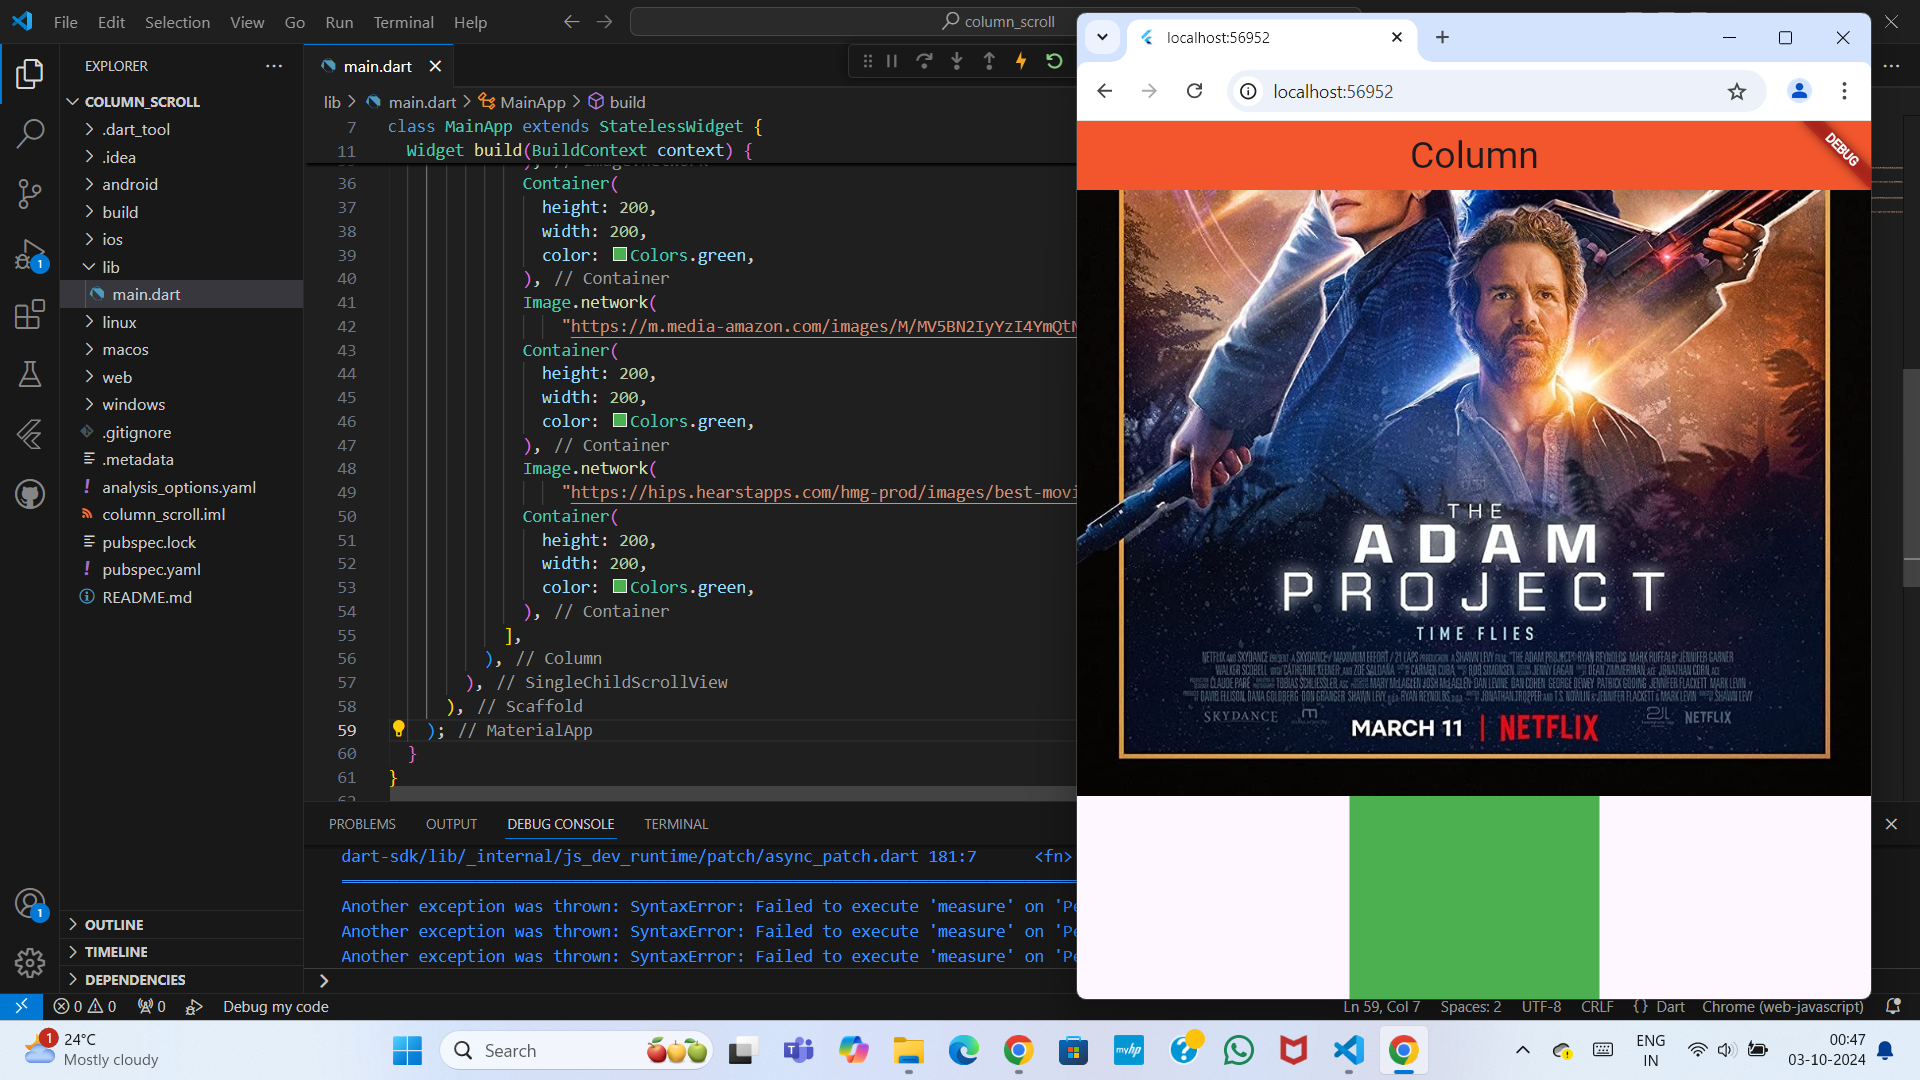 File Edit Selection View Go Run Terminal Help
column_scroll
EXPLORER
COLUMN_SCROLL
.dart_tool
.idea
android
build
ios
lib
main.dart
linux
macos
web
windows
.gitignore
.metadata
analysis_options.yaml
column_scroll.iml
pubspec.lock
pubspec.yaml
README.md
OUTLINE
TIMELINE
DEPENDENCIES
main.dart
lib > main.dart > MainApp > build
7 class MainApp extends StatelessWidget {
11 Widget build(BuildContext context) {
36 Container(
37 height: 200,
38 width: 200,
39 color: Colors.green,
40 ), // Container
41 Image.network(
42 "https://m.media-amazon.com/images/M/MV5BN2IyYzI4YmQtM
43 Container(
44 height: 200,
45 width: 200,
46 color: Colors.green,
47 ), // Container
48 Image.network(
49 "https://hips.hearstapps.com/hmg-prod/images/best-movi
50 Container(
51 height: 200,
52 width: 200,
53 color: Colors.green,
54 ), // Container
55 ],
56 ), // Column
57 ), // SingleChildScrollView
58 ), // Scaffold
59 ); // MaterialApp
60 }
61 }
PROBLEMS OUTPUT DEBUG CONSOLE TERMINAL
dart-sdk/lib/_internal/js_dev_runtime/patch/async_patch.dart 181:7 <fn>
Another exception was thrown: SyntaxError: Failed to execute 'measure' on 'Pe
Another exception was thrown: SyntaxError: Failed to execute 'measure' on 'Pe
Another exception was thrown: SyntaxError: Failed to execute 'measure' on 'Pe
localhost:56952
localhost:56952
Column
DEBUG
THE
ADAM
PROJECT
TIME FLIES
SKYDANCE
21L NETFLIX
MARCH 11 | NETFLIX
0 0 0 Debug my code
Ln 59, Col 7 Spaces: 2 UTF-8 CRLF {} Dart Chrome (web-javascript)
1
1
1
24°C
Mostly cloudy
Search
myhp
ENG
IN
00:47
03-10-2024